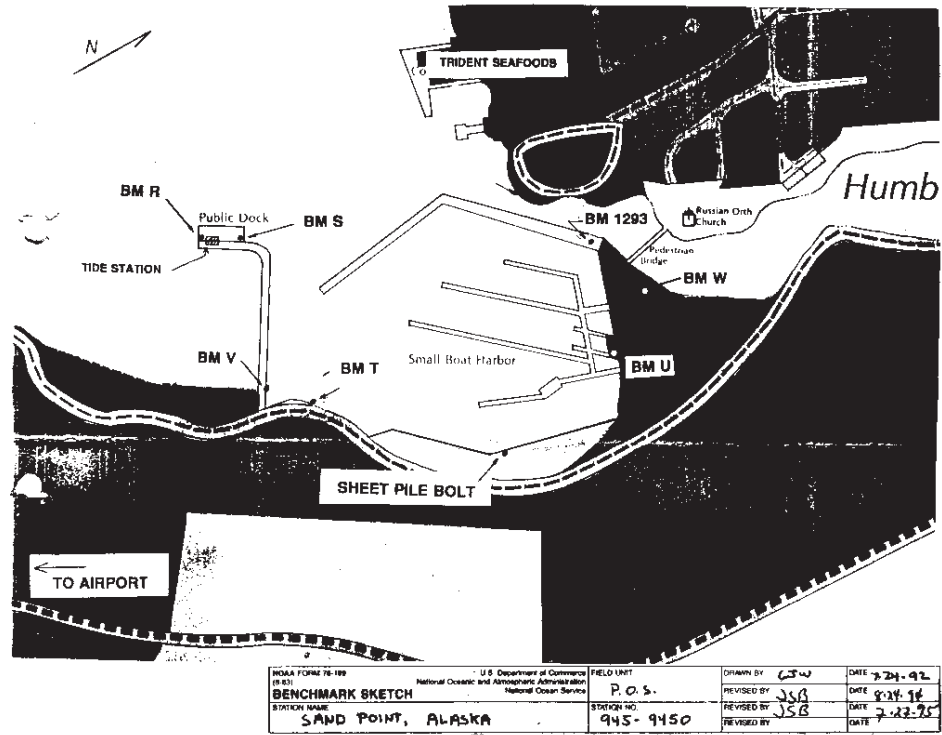 N
TRIDENT SEAFOODS
BM R
Public Dock
BM S
TIDE STATION
BM 1293
Russian Orth
Church
Humb
Pedestrian
Bridge
BM W
BM V
BM T
Small Boat Harbor
BM U
SHEET PILE BOLT
TO AIRPORT
NOAA FORM 76-199
U.S. Department of Commerce
National Oceanic and Atmospheric Administration
National Ocean Service
BENCHMARK SKETCH
STATION NAME
SAND POINT, ALASKA
FIELD UNIT
P.O.S.
STATION NO.
945-9450
DRAWN BY GJW DATE 7-24-92
REVISED BY JSB DATE 8-24-94
REVISED BY JSB DATE 7-27-95
REVISED BY DATE